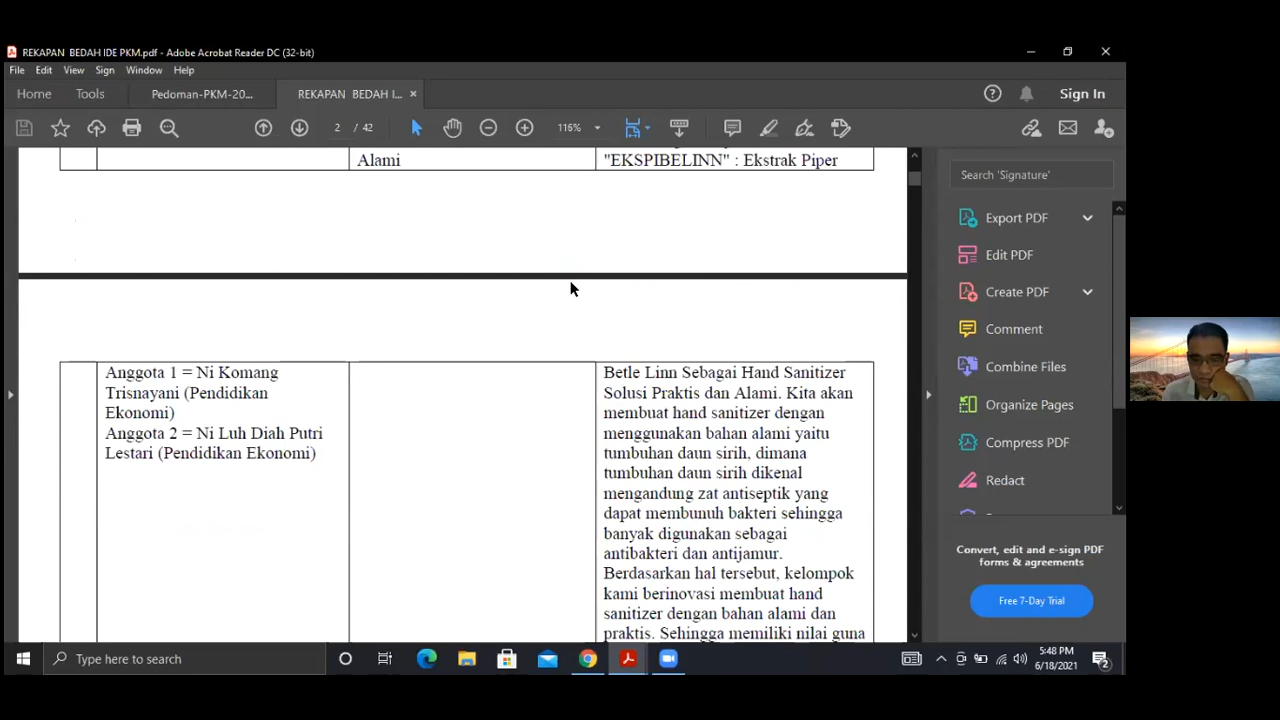 REKAPAN BEDAH IDE PKM.pdf - Adobe Acrobat Reader DC (32-bit)
File Edit View Sign Window Help
Home Tools Pedoman-PKM-20... REKAPAN BEDAH I... × Sign In
2 / 42 116%
Alami
"EKSPIBELINN" : Ekstrak Piper
Anggota 1 = Ni Komang
Trisnayani (Pendidikan
Ekonomi)
Anggota 2 = Ni Luh Diah Putri
Lestari (Pendidikan Ekonomi)
Betle Linn Sebagai Hand Sanitizer
Solusi Praktis dan Alami. Kita akan
membuat hand sanitizer dengan
menggunakan bahan alami yaitu
tumbuhan daun sirih, dimana
tumbuhan daun sirih dikenal
mengandung zat antiseptik yang
dapat membunuh bakteri sehingga
banyak digunakan sebagai
antibakteri dan antijamur.
Berdasarkan hal tersebut, kelompok
kami berinovasi membuat hand
sanitizer dengan bahan alami dan
praktis. Sehingga memiliki nilai guna
Search 'Signature'
Export PDF
Edit PDF
Create PDF
Comment
Combine Files
Organize Pages
Compress PDF
Redact
Convert, edit and e-sign PDF
forms & agreements
Free 7-Day Trial
Type here to search
5:48 PM
6/18/2021
2